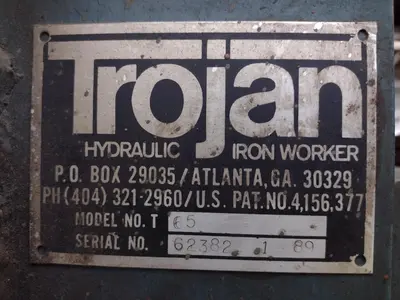 Trojan
HYDRAULIC IRON WORKER
P.O. BOX 29035/ATLANTA, GA. 30329
PH (404) 321-2960/U.S. PAT. NO. 4,156,377
MODEL NO. T 65
SERIAL NO. 62382 1 89